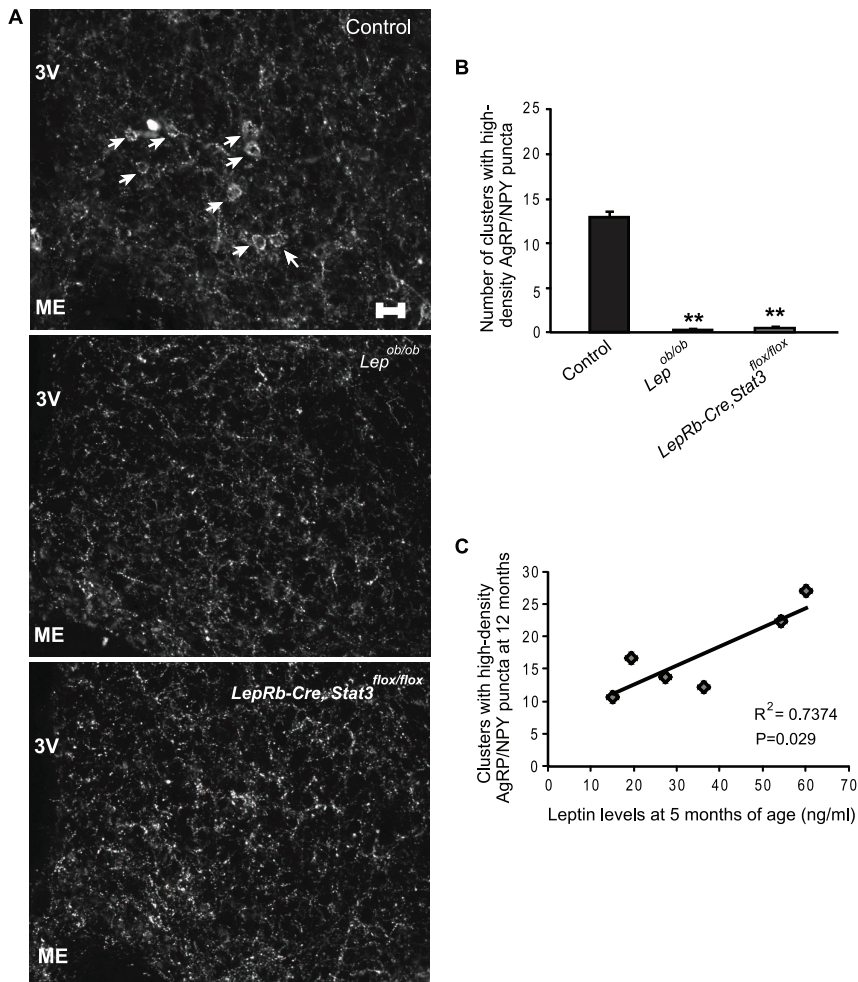 A
Control
3V
ME
Lep ob/ob
3V
ME
LepRb-Cre, Stat3 flox/flox
3V
ME
B
Number of clusters with high-
density AgRP/NPY puncta
25
20
15
10
5
0
**
**
Control
Lep ob/ob
LepRb-Cre,Stat3 flox/flox
C
Clusters with high-density
AgRP/NPY puncta at 12 months
30
25
20
15
10
5
0
R2= 0.7374
P=0.029
0 10 20 30 40 50 60 70
Leptin levels at 5 months of age (ng/ml)